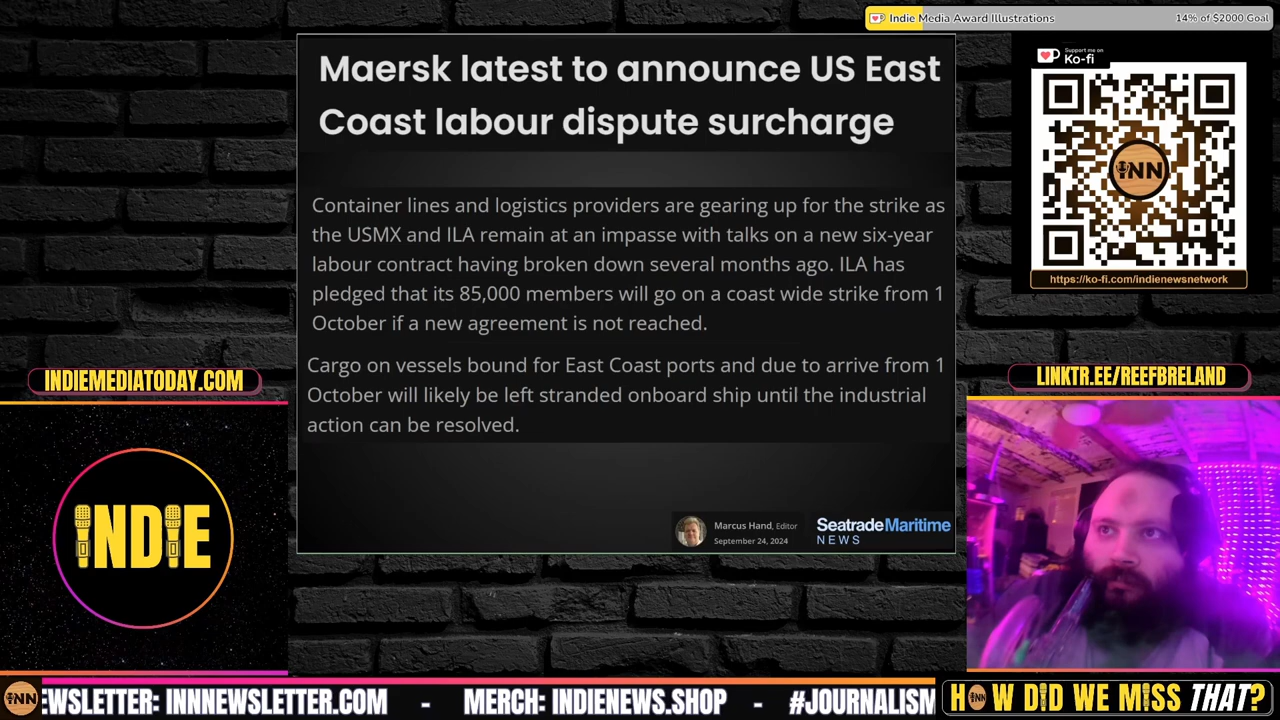 Indie Media Award Illustrations
14% of $2000 Goal
Maersk latest to announce US East
Coast labour dispute surcharge
Container lines and logistics providers are gearing up for the strike as
the USMX and ILA remain at an impasse with talks on a new six-year
labour contract having broken down several months ago. ILA has
pledged that its 85,000 members will go on a coast wide strike from 1
October if a new agreement is not reached.
Cargo on vessels bound for East Coast ports and due to arrive from 1
October will likely be left stranded onboard ship until the industrial
action can be resolved.
Marcus Hand, Editor
September 24, 2024
SeatradeMaritime
NEWS
Support me on
Ko-fi
iNN
https://ko-fi.com/indienewsnetwork
INDIEMEDIATODAY.COM
LINKTR.EE/REEFBRELAND
INDIE
iNN
EWSLETTER: INNNEWSLETTER.COM - MERCH: INDIENEWS.SHOP - #JOURNALISM
HOW DID WE MISS THAT?